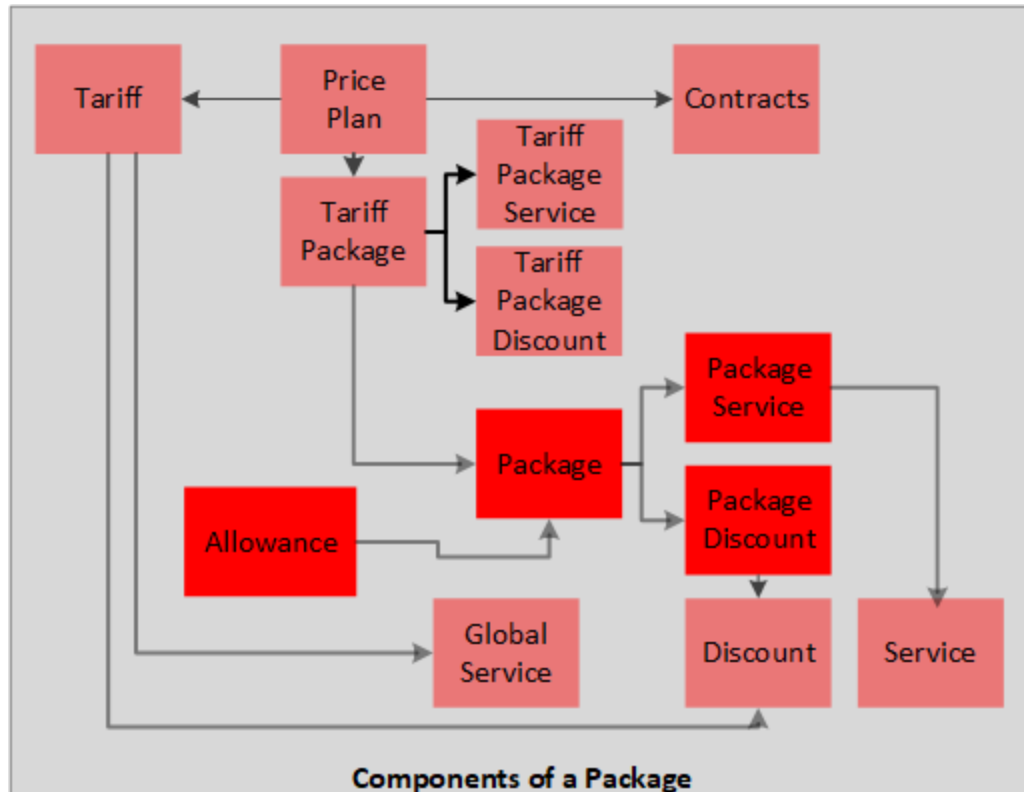 Tariff
Price
Plan
Contracts
Tariff
Package
Service
Tariff
Package
Tariff
Package
Discount
Package
Service
Package
Package
Discount
Allowance
Global
Service
Discount
Service
Components of a Package